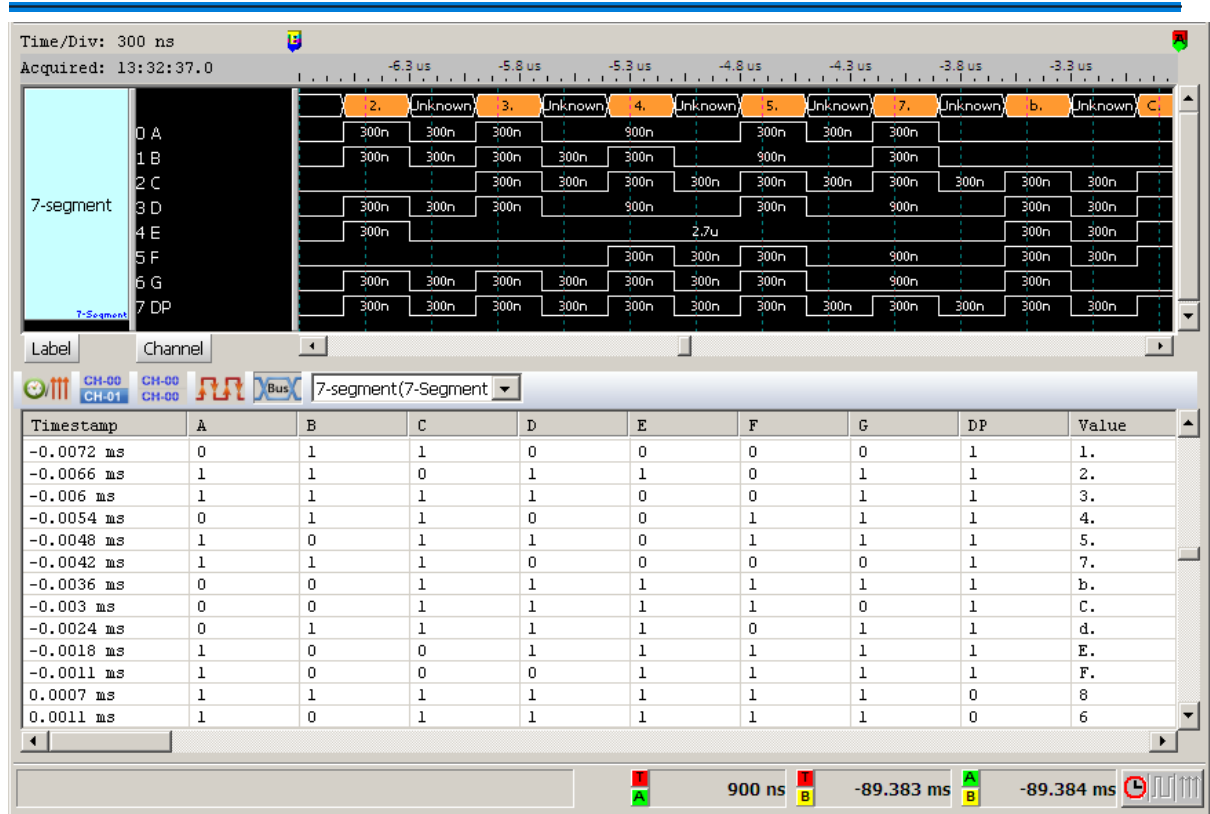 Time/Div: 300 ns
Acquired: 13:32:37.0
-6.3 us -5.8 us -5.3 us -4.8 us -4.3 us -3.8 us -3.3 us
2. Unknown 3. Unknown 4. Unknown 5. Unknown 7. Unknown b. Unknown C.
0 A 300n 300n 300n 900n 300n 300n 300n
1 B 300n 300n 300n 300n 300n 900n 300n
2 C 300n 300n 300n 300n 300n 300n 300n 300n 300n 300n
7-segment
3 D 300n 300n 300n 900n 300n 900n 300n 300n
4 E 300n 2.7u 300n 300n
5 F 300n 300n 300n 900n 300n
6 G 300n 300n 300n 300n 300n 300n 300n 900n 300n
7 DP 300n 300n 300n 300n 300n 300n 300n 300n 300n 300n 300n 300n
7-Segment
Label Channel
CH-00 CH-01 CH-00 CH-00 Bus 7-segment(7-Segment
Timestamp A B C D E F G DP Value
-0.0072 ms 0 1 1 0 0 0 0 1 1.
-0.0066 ms 1 1 0 1 1 0 1 1 2.
-0.006 ms 1 1 1 1 0 0 1 1 3.
-0.0054 ms 0 1 1 0 0 1 1 1 4.
-0.0048 ms 1 0 1 1 0 1 1 1 5.
-0.0042 ms 1 1 1 0 0 0 0 1 7.
-0.0036 ms 0 0 1 1 1 1 1 1 b.
-0.003 ms 0 0 1 1 1 1 0 1 C.
-0.0024 ms 0 1 1 1 1 0 1 1 d.
-0.0018 ms 1 0 0 1 1 1 1 1 E.
-0.0011 ms 1 0 0 0 1 1 1 1 F.
0.0007 ms 1 1 1 1 1 1 1 0 8
0.0011 ms 1 0 1 1 1 1 1 0 6
T A 900 ns T B -89.383 ms A B -89.384 ms